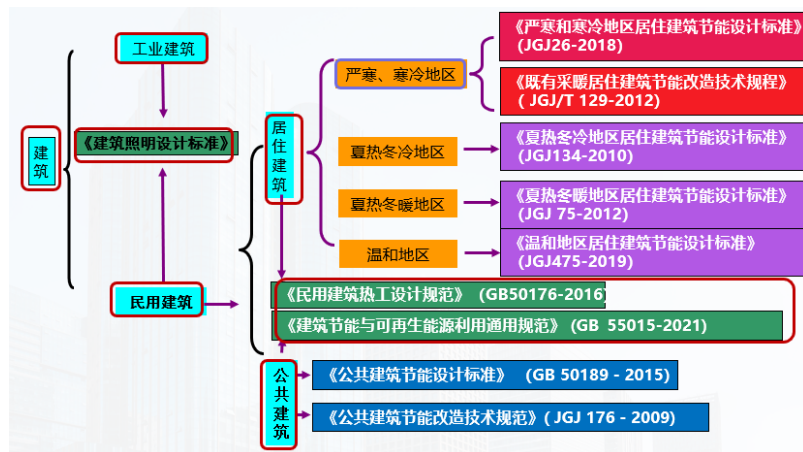 建筑
工业建筑
《建筑照明设计标准》
民用建筑
居住建筑
严寒、寒冷地区
《严寒和寒冷地区居住建筑节能设计标准》
(JGJ26-2018)
《既有采暖居住建筑节能改造技术规程》
( JGJ/T 129-2012)
夏热冬冷地区
《夏热冬冷地区居住建筑节能设计标准》
(JGJ134-2010)
夏热冬暖地区
《夏热冬暖地区居住建筑节能设计标准》
(JGJ 75-2012)
温和地区
《温和地区居住建筑节能设计标准》
(JGJ475-2019)
《民用建筑热工设计规范》 (GB50176-2016
《建筑节能与可再生能源利用通用规范》(GB 55015-2021)
公共建筑
《公共建筑节能设计标准》 (GB 50189 - 2015)
《公共建筑节能改造技术规范》( JGJ 176 - 2009)